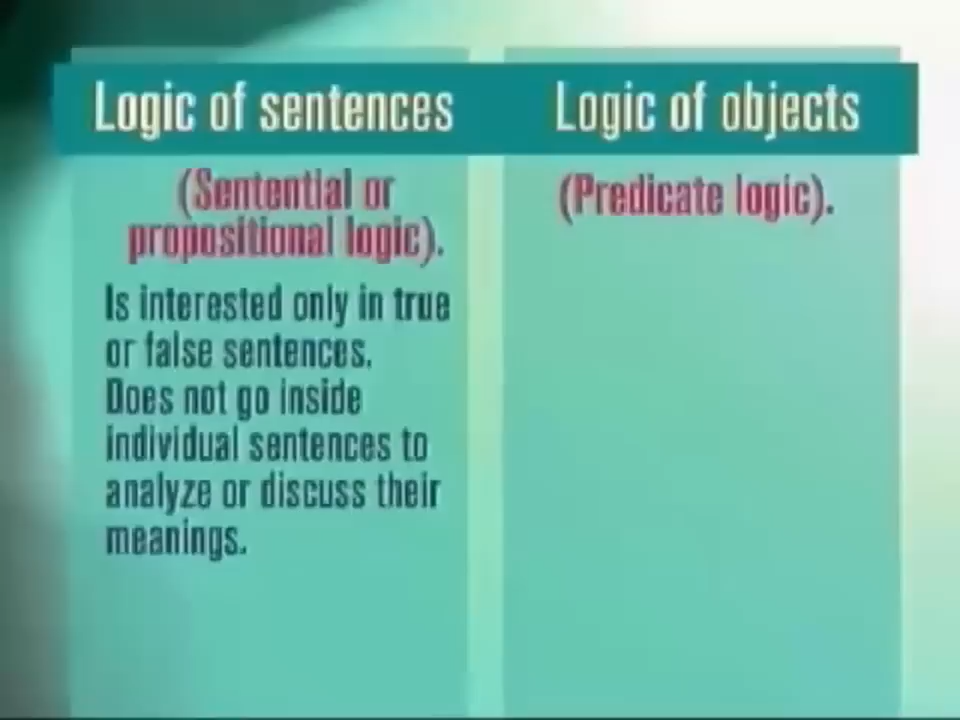 Logic of sentences
(Sentential or
propositional logic).
Is interested only in true
or false sentences.
Does not go inside
individual sentences to
analyze or discuss their
meanings.
Logic of objects
(Predicate logic).